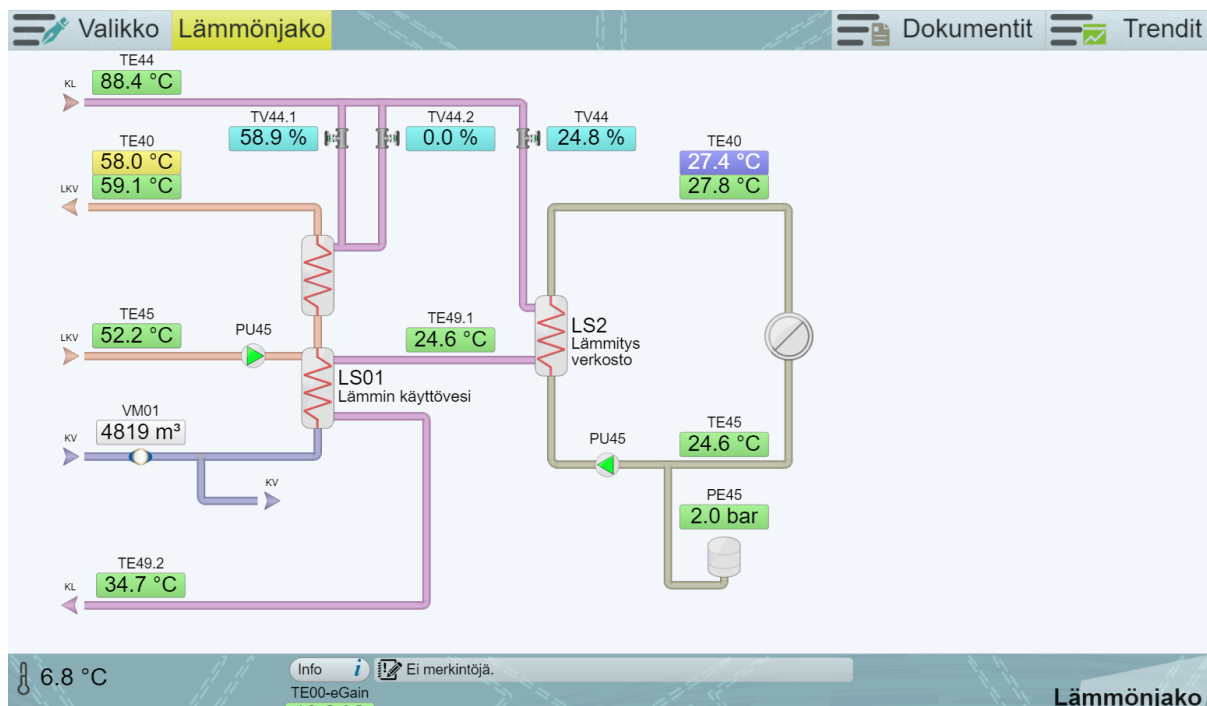 Valikko
Lämmönjako
Dokumentit
Trendit
TE44
KL
88.4 °C
TV44.1
58.9 %
TV44.2
0.0 %
TV44
24.8 %
TE40
58.0 °C
LKV
59.1 °C
TE40
27.4 °C
27.8 °C
TE45
LKV
52.2 °C
PU45
TE49.1
24.6 °C
LS2
Lämmitys
verkosto
LS01
Lämmin käyttövesi
VM01
KV
4819 m³
KV
PU45
TE45
24.6 °C
PE45
2.0 bar
TE49.2
KL
34.7 °C
6.8 °C
Info i
Ei merkintöjä.
TE00-eGain
Lämmönjako